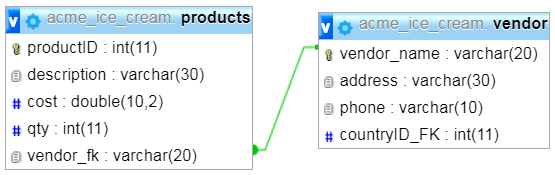 v acme_ice_cream. products
productID : int(11)
description : varchar(30)
# cost : double(10,2)
# qty : int(11)
vendor_fk : varchar(20)
v acme_ice_cream. vendor
vendor_name : varchar(20)
address : varchar(30)
phone : varchar(10)
# countryID_FK : int(11)